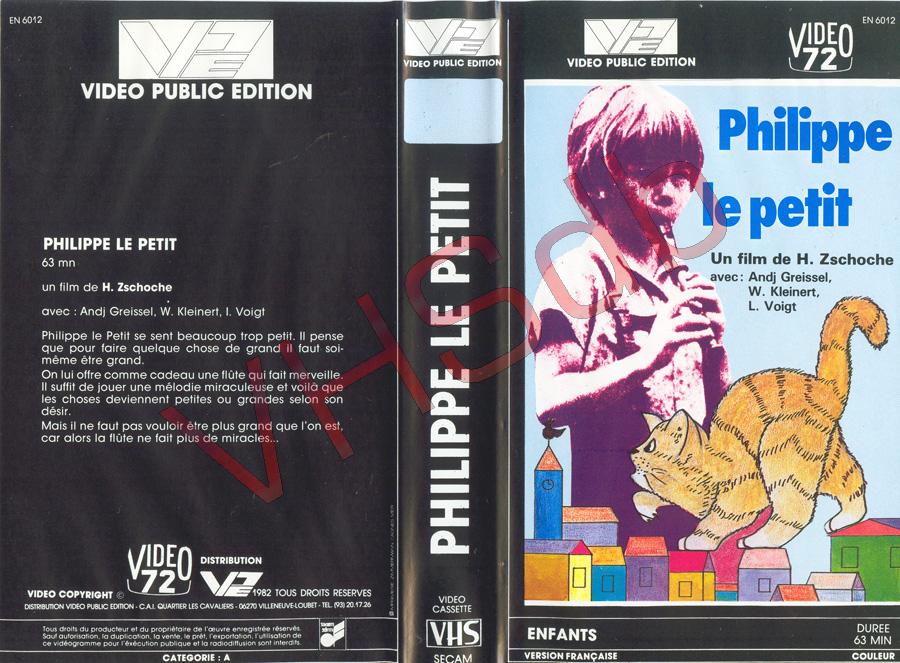 EN 6012
VPE
VIDEO PUBLIC EDITION
PHILIPPE LE PETIT
63 mn
un film de H. Zschoche
avec : Andj Greissel, W. Kleinert, I. Voigt
Philippe le Petit se sent beaucoup trop petit. Il pense
que pour faire quelque chose de grand il faut soi-
même être grand.
On lui offre comme cadeau une flûte qui fait merveille.
Il suffit de jouer une mélodie miraculeuse et voilà que
les choses deviennent petites ou grandes selon son
désir.
Mais il ne faut pas vouloir être plus grand que l'on est,
car alors la flûte ne fait plus de miracles...
VIDEO
72
DISTRIBUTION
VPE
VIDEO COPYRIGHT ©
1982 TOUS DROITS RESERVES
DISTRIBUTION VIDEO PUBLIC EDITION - C.A.I. QUARTIER LES CAVALIERS - 06270 VILLENEUVE-LOUBET - TEL. (93) 20.17.26
Tous droits du producteur et du propriétaire de l'œuvre enregistrée réservés.
Sauf autorisation, la duplication, la vente, le prêt, l'exportation, l'utilisation de
ce vidéogramme pour l'éxécution publique et la radiodiffusion sont interdits.
CATEGORIE : A
VPE
VIDEO PUBLIC EDITION
PHILIPPE LE PETIT
VIDEO
CASSETTE
VHS
SECAM
EN 6012
VPE
VIDEO PUBLIC EDITION
VIDEO
72
Philippe
le petit
Un film de H. Zschoche
avec : Andj Greissel,
W. Kleinert,
L. Voigt
ENFANTS
DUREE
63 MIN
VERSION FRANÇAISE
COULEUR
VHSdb